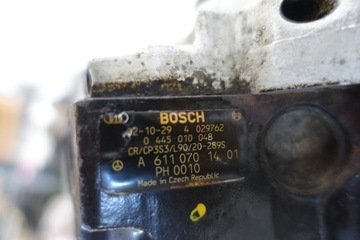 BOSCH
02-10-29 4 029762
0 445 010 048
CR/CP3S3/L90/20-289S
A 611 070 14 01
PH 0010
Made in Czech Republic